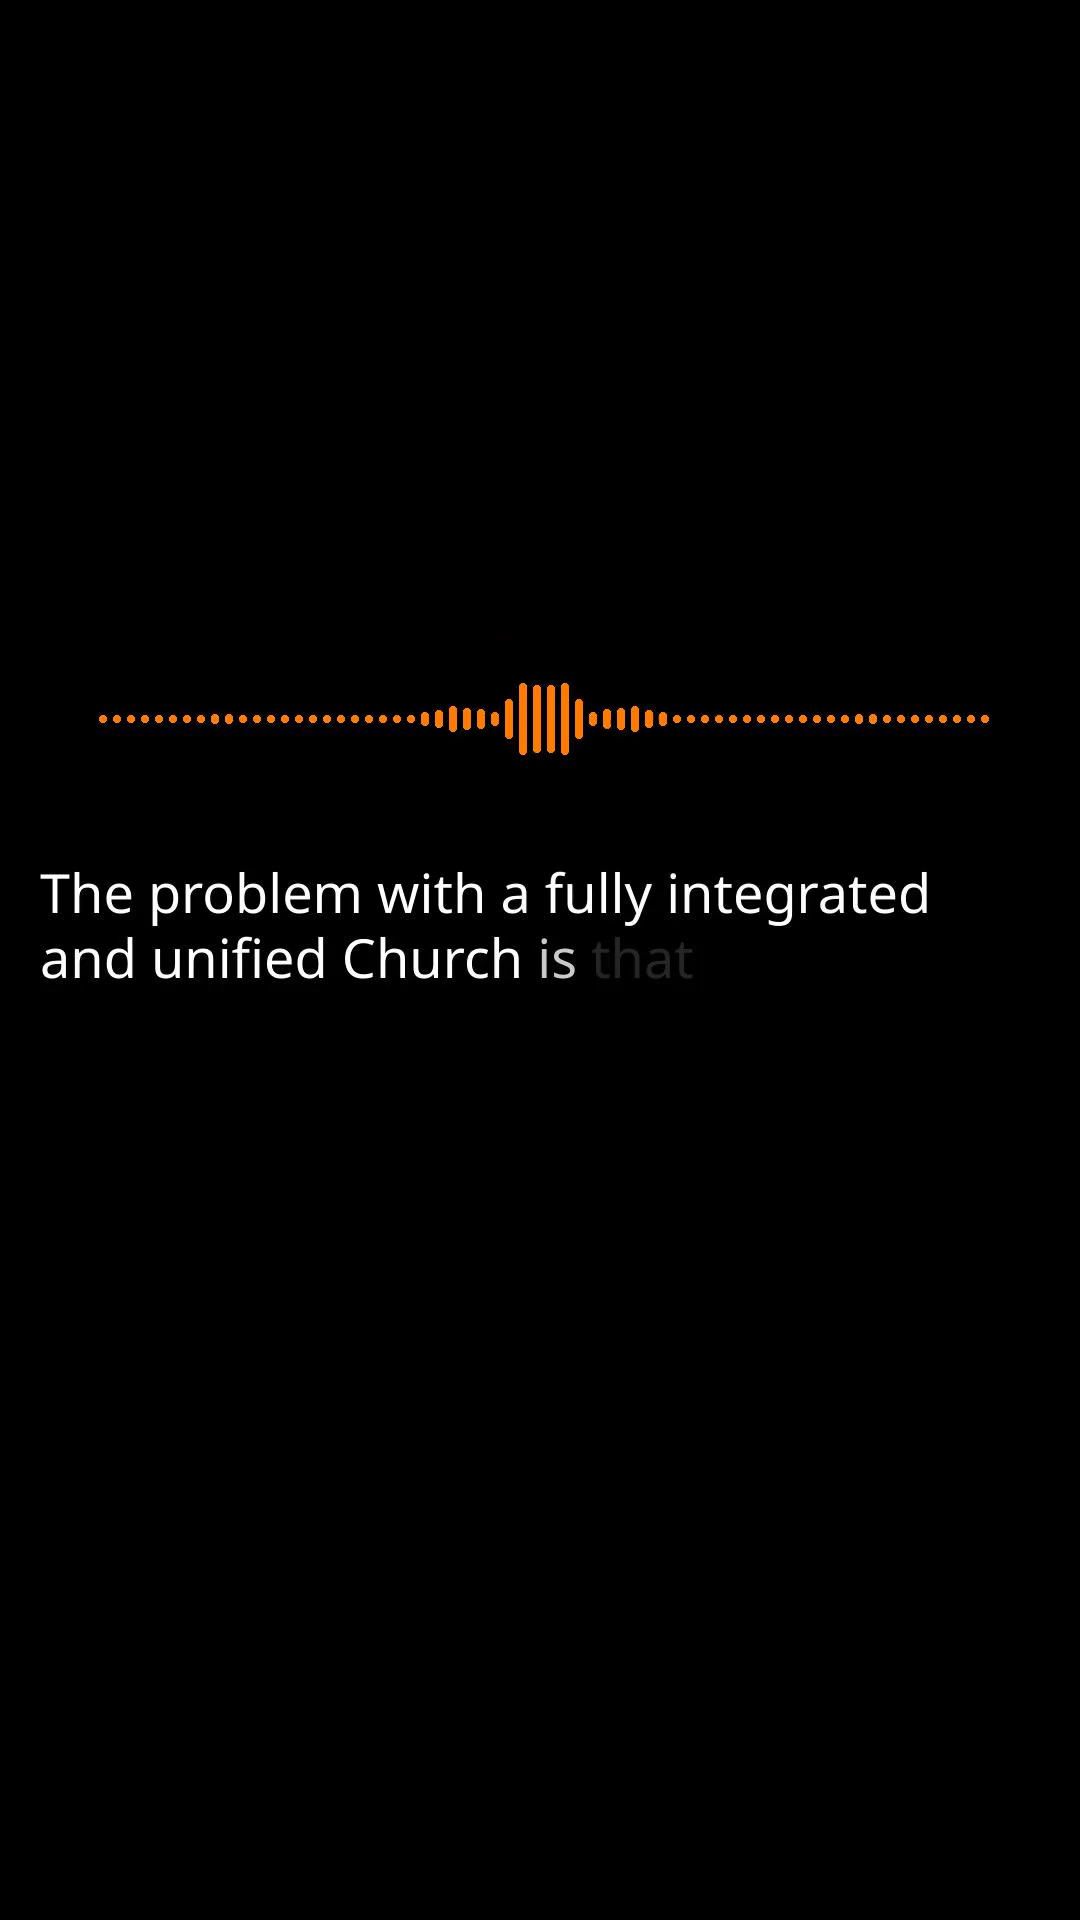 The problem with a fully integrated
and unified Church is that